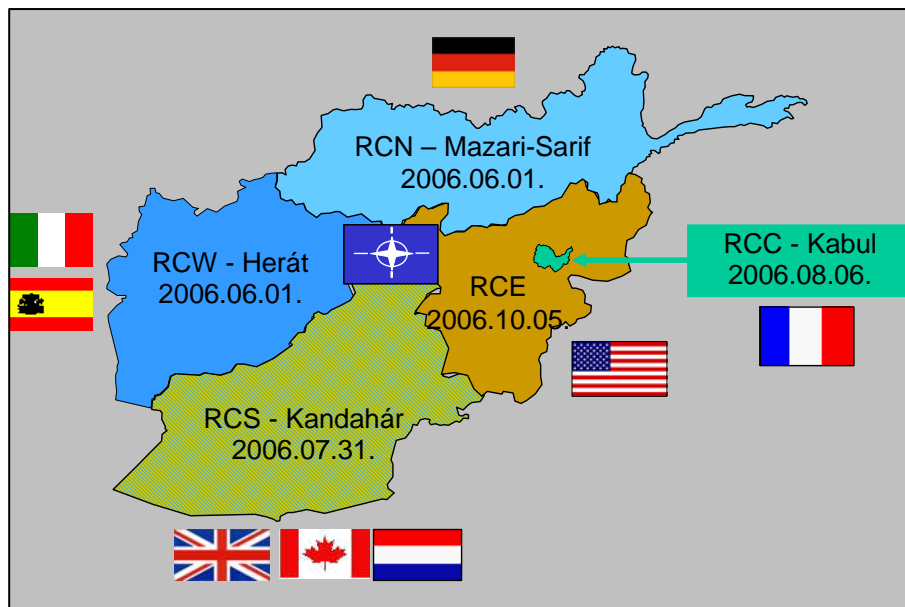 RCN – Mazari-Sarif
2006.06.01.
RCW - Herát
2006.06.01.
RCC - Kabul
2006.08.06.
RCE
2006.10.05.
RCS - Kandahár
2006.07.31.